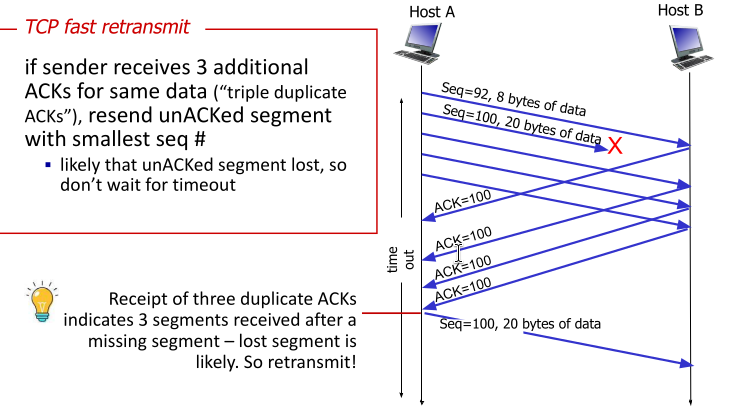 TCP fast retransmit
if sender receives 3 additional
ACKs for same data (“triple duplicate
ACKs”), resend unACKed segment
with smallest seq #
▪ likely that unACKed segment lost, so
don’t wait for timeout
Receipt of three duplicate ACKs
indicates 3 segments received after a
missing segment – lost segment is
likely. So retransmit!
Host A
Host B
Seq=92, 8 bytes of data
Seq=100, 20 bytes of data
X
ACK=100
ACK=100
ACK=100
ACK=100
time
out
Seq=100, 20 bytes of data